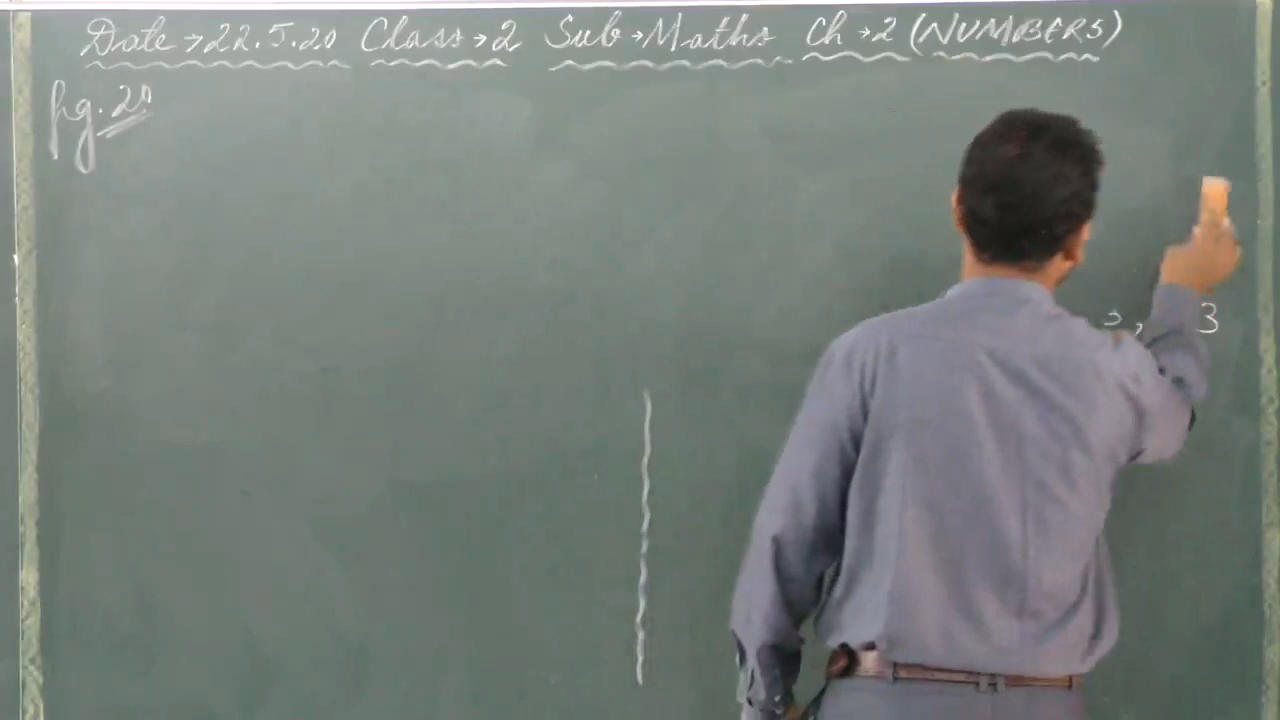 Date → 22.5.20 Class → 2 Sub → Maths Ch → 2 (NUMBERS)
Pg. 20
, 3